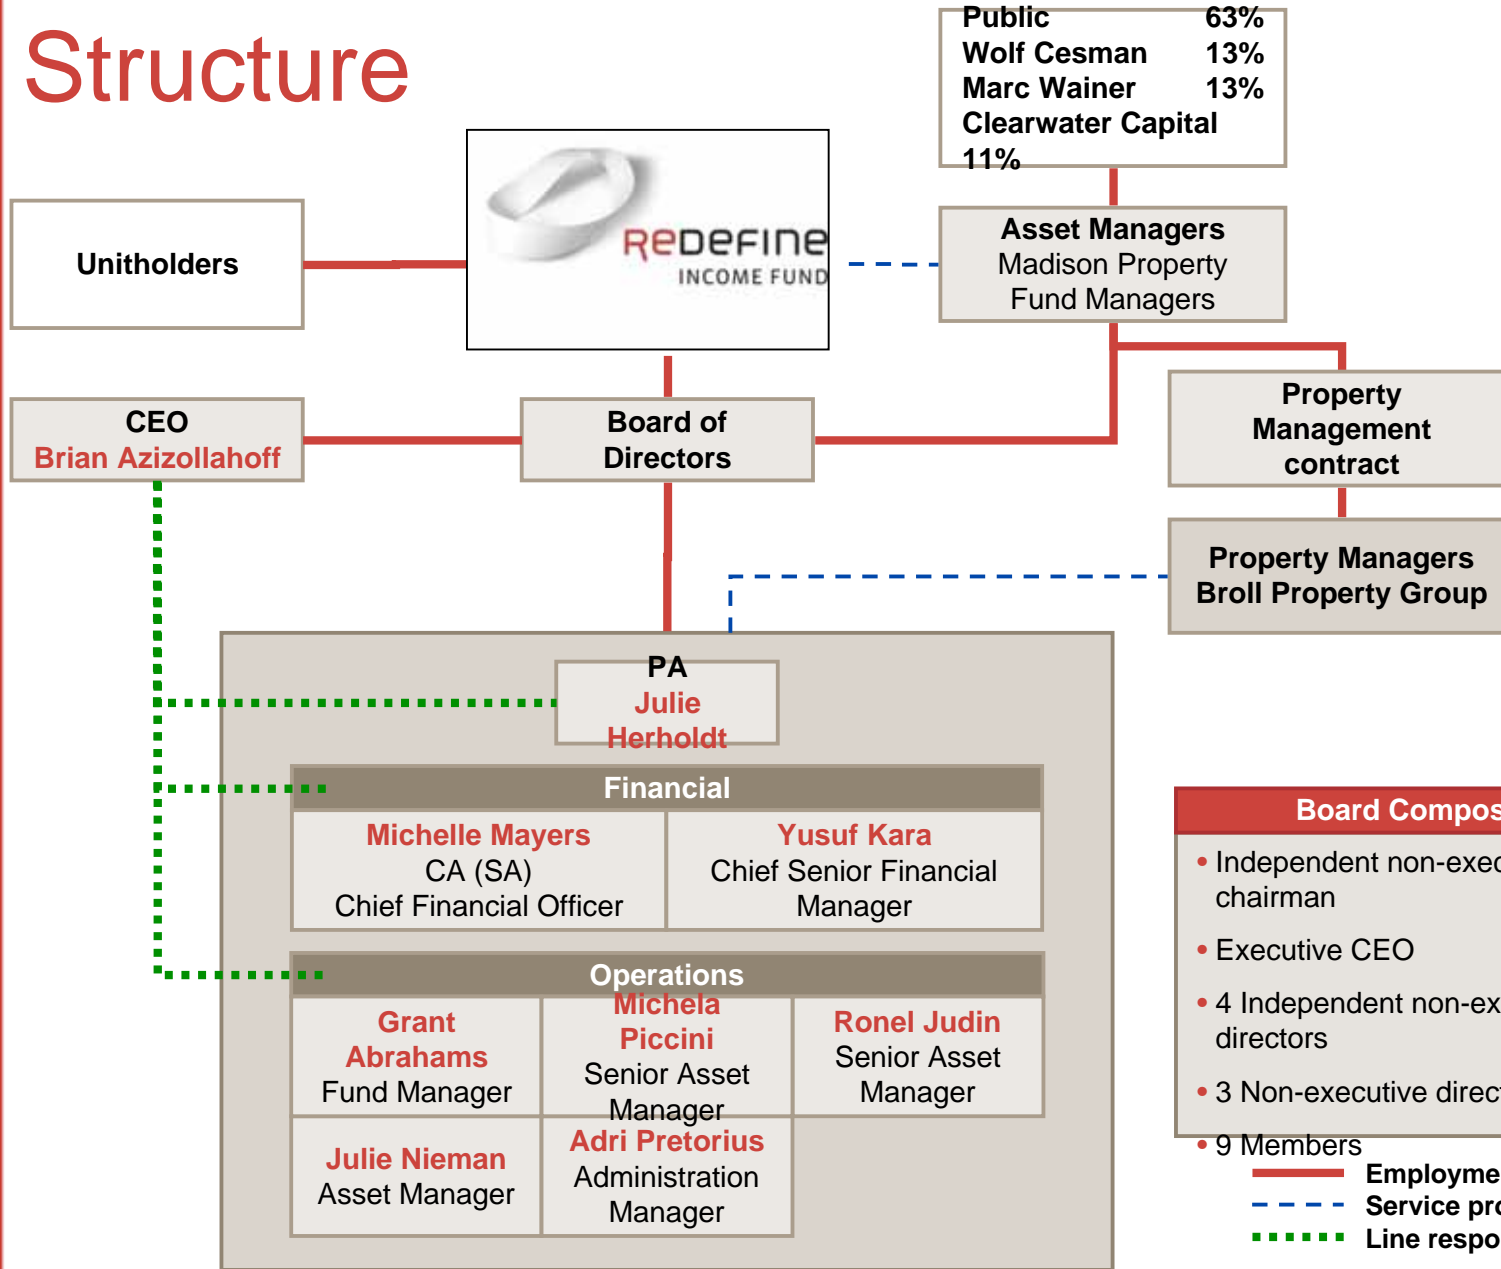 Structure
Public 63%
Wolf Cesman 13%
Marc Wainer 13%
Clearwater Capital
11%
REDEFINE
INCOME FUND
Unitholders
Asset Managers
Madison Property
Fund Managers
CEO
Brian Azizollahoff
Board of
Directors
Property
Management
contract
Property Managers
Broll Property Group
PA
Julie
Herholdt
Financial
Michelle Mayers
CA (SA)
Chief Financial Officer
Yusuf Kara
Chief Senior Financial
Manager
Operations
Grant
Abrahams
Fund Manager
Michela
Piccini
Senior Asset
Manager
Ronel Judin
Senior Asset
Manager
Julie Nieman
Asset Manager
Adri Pretorius
Administration
Manager
Board Compos
• Independent non-exec
chairman
• Executive CEO
• 4 Independent non-ex
directors
• 3 Non-executive direct
• 9 Members
Employme
Service pro
Line respo